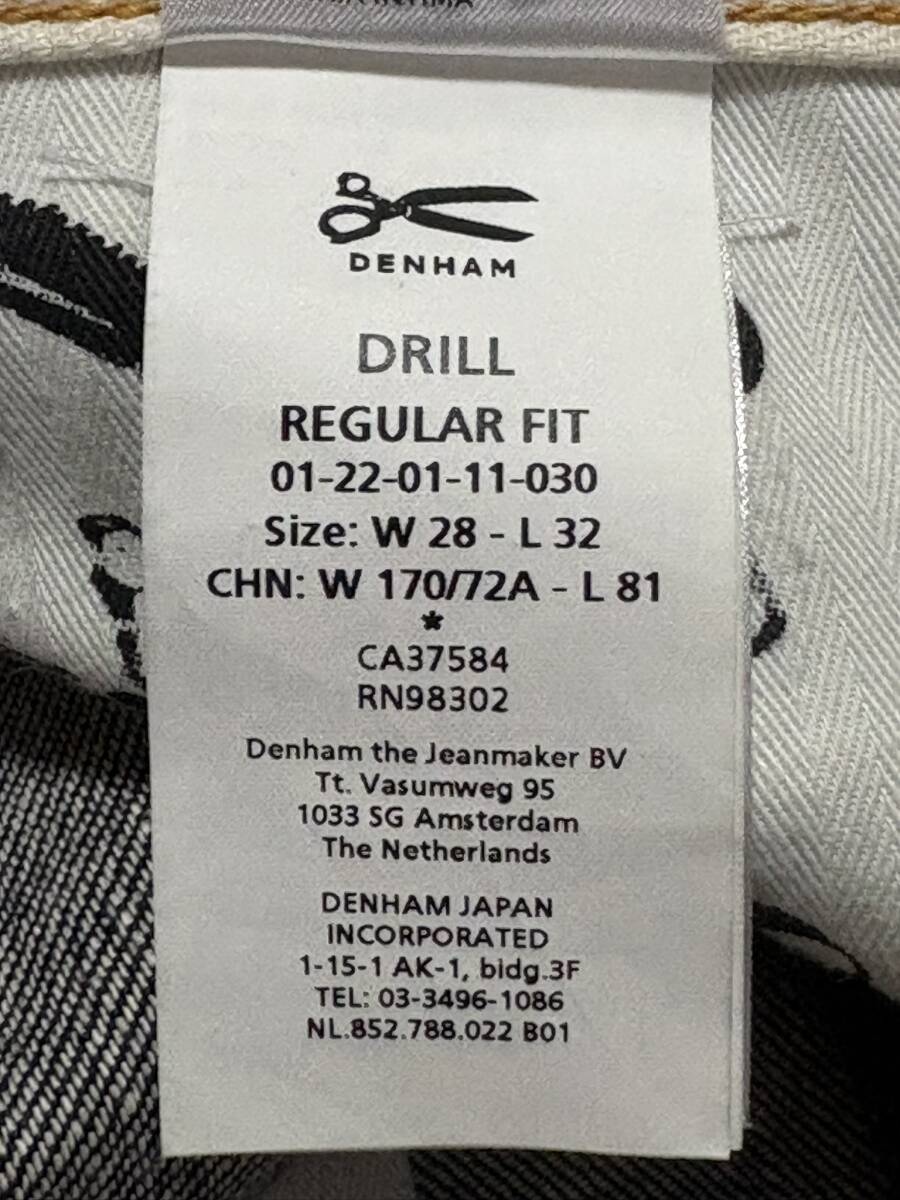 DENHAM
DRILL
REGULAR FIT
01-22-01-11-030
Size: W 28 - L 32
CHN: W 170/72A - L 81
*
CA37584
RN98302
Denham the Jeanmaker BV
Tt. Vasumweg 95
1033 SG Amsterdam
The Netherlands
DENHAM JAPAN
INCORPORATED
1-15-1 AK-1, bidg.3F
TEL: 03-3496-1086
NL.852.788.022 B01